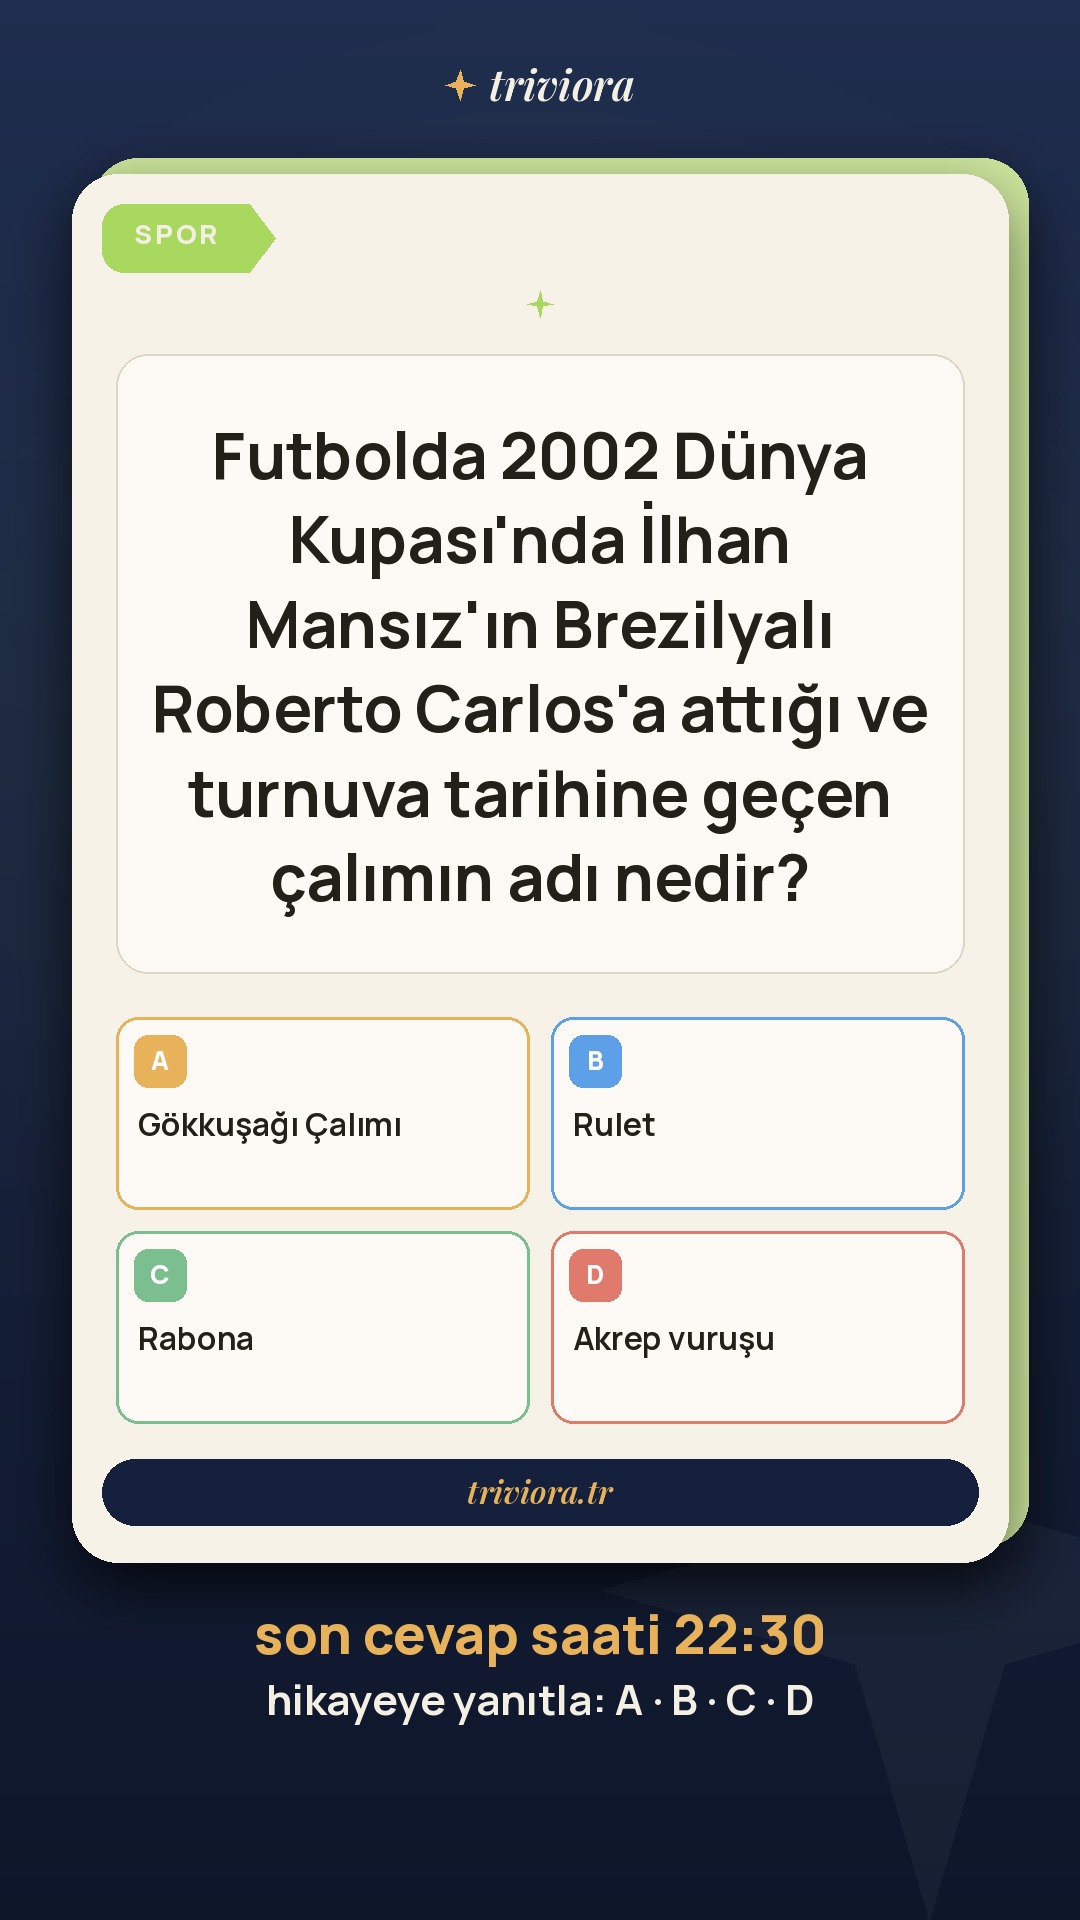 triviora
SPOR
Futbolda 2002 Dünya
Kupası'nda İlhan
Mansız'ın Brezilyalı
Roberto Carlos'a attığı ve
turnuva tarihine geçen
çalımın adı nedir?
A
Gökkuşağı Çalımı
B
Rulet
C
Rabona
D
Akrep vuruşu
triviora.tr
son cevap saati 22:30
hikayeye yanıtla: A · B · C · D